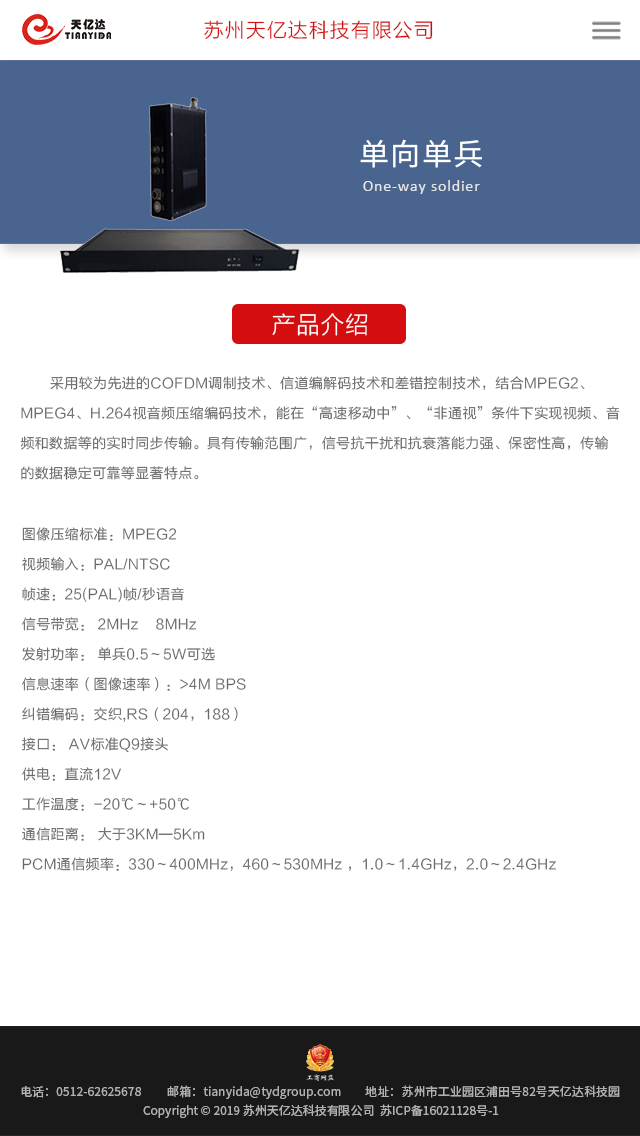 天亿达
TIANYIDA
苏州天亿达科技有限公司
单向单兵
One-way soldier
产品介绍
采用较为先进的COFDM调制技术、信道编解码技术和差错控制技术，结合MPEG2、
MPEG4、H.264视音频压缩编码技术，能在“高速移动中”、“非通视”条件下实现视频、音
频和数据等的实时同步传输。具有传输范围广，信号抗干扰和抗衰落能力强、保密性高，传输
的数据稳定可靠等显著特点。
图像压缩标准：MPEG2
视频输入：PAL/NTSC
帧速：25(PAL)帧/秒语音
信号带宽： 2MHz  8MHz
发射功率： 单兵0.5～5W可选
信息速率（图像速率）：>4M BPS
纠错编码：交织,RS（204，188）
接口： AV标准Q9接头
供电：直流12V
工作温度：-20℃～+50℃
通信距离： 大于3KM—5Km
PCM通信频率：330～400MHz，460～530MHz ，1.0～1.4GHz，2.0～2.4GHz
工商网监
电话：0512-62625678  邮箱：tianyida@tydgroup.com  地址：苏州市工业园区浦田号82号天亿达科技园
Copyright © 2019 苏州天亿达科技有限公司 苏ICP备16021128号-1